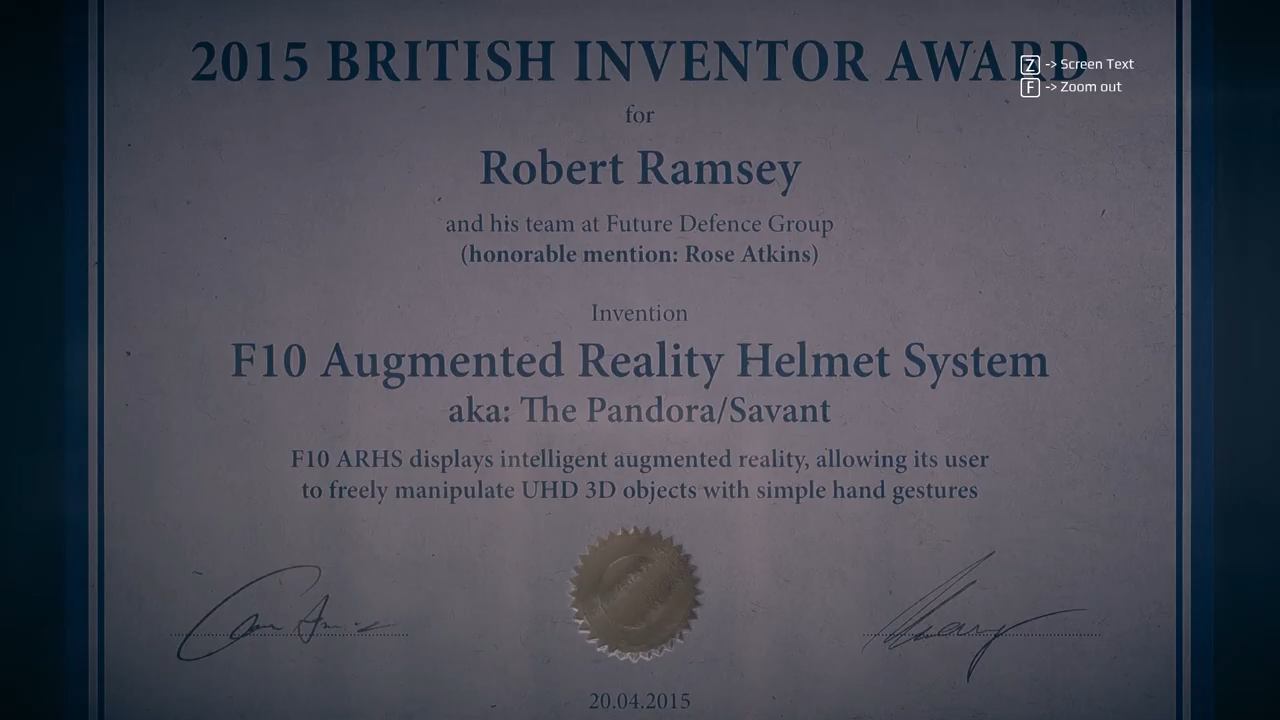 2015 BRITISH INVENTOR AWARD
Z -> Screen Text
F -> Zoom out
for
Robert Ramsey
and his team at Future Defence Group
(honorable mention: Rose Atkins)
Invention
F10 Augmented Reality Helmet System
aka: The Pandora/Savant
F10 ARHS displays intelligent augmented reality, allowing its user
to freely manipulate UHD 3D objects with simple hand gestures
20.04.2015